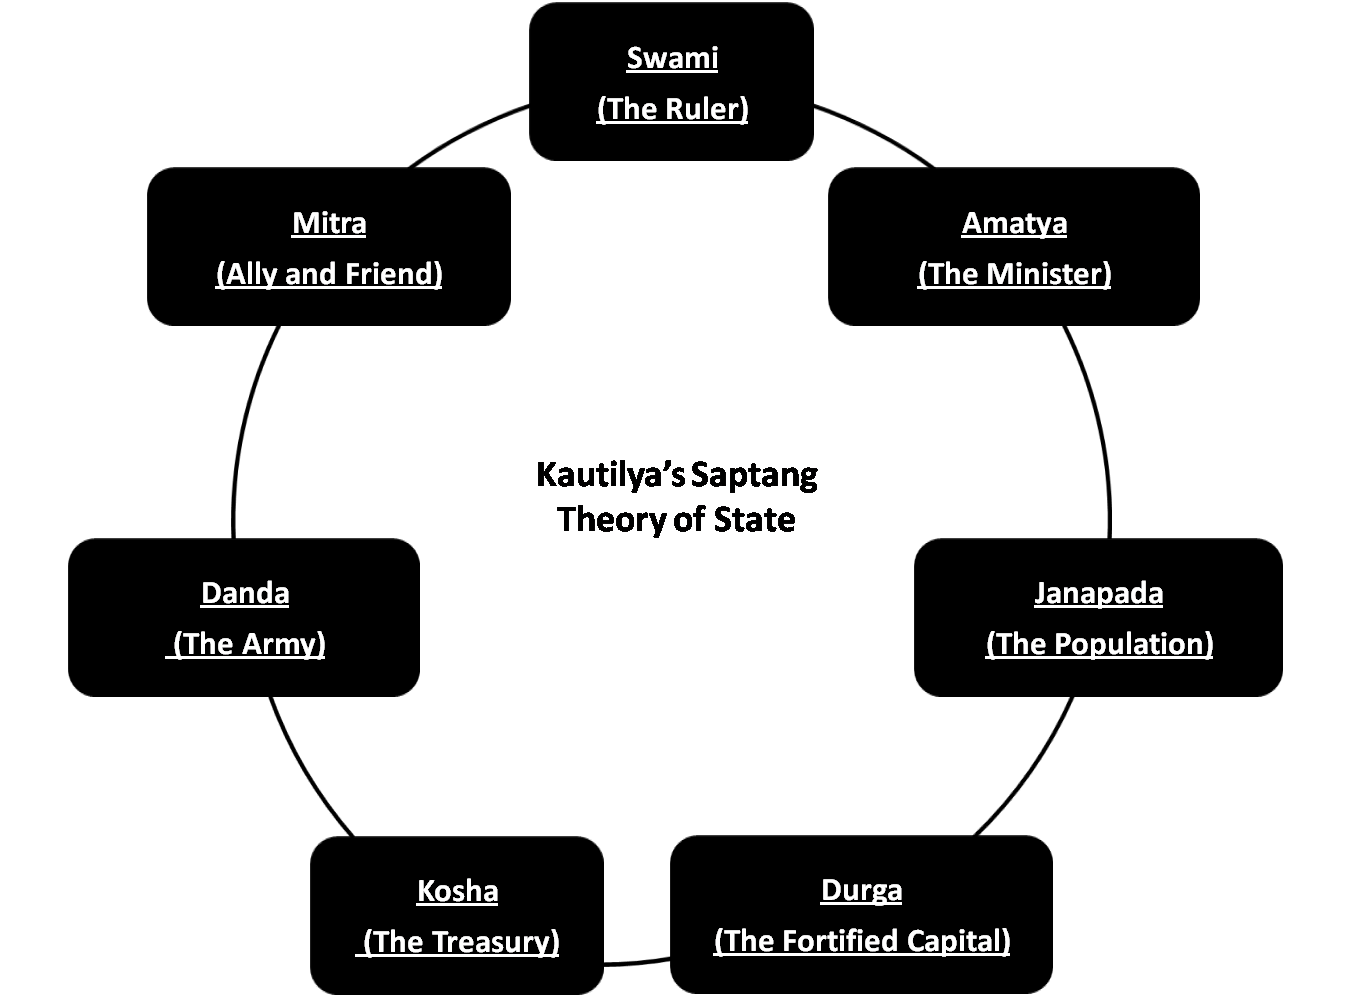 Swami
(The Ruler)
Mitra
(Ally and Friend)
Amatya
(The Minister)
Kautilya’s Saptang
Theory of State
Danda
(The Army)
Janapada
(The Population)
Kosha
(The Treasury)
Durga
(The Fortified Capital)